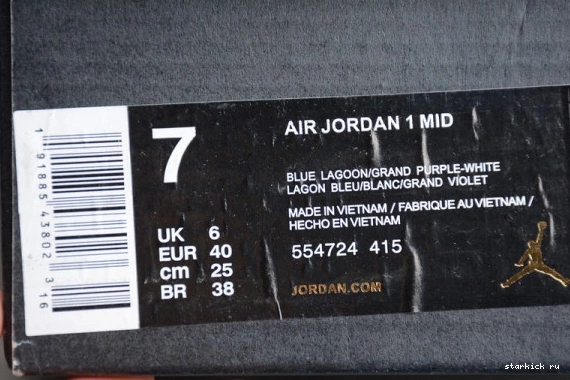 7
AIR JORDAN 1 MID
BLUE LAGOON/GRAND PURPLE-WHITE
LAGON BLEU/BLANC/GRAND VIOLET
MADE IN VIETNAM / FABRIQUE AU VIETNAM /
HECHO EN VIETNAM
UK 6
EUR 40
cm 25
BR 38
554724 415
JORDAN.COM
1 91885 43802 3 16
starkick ru